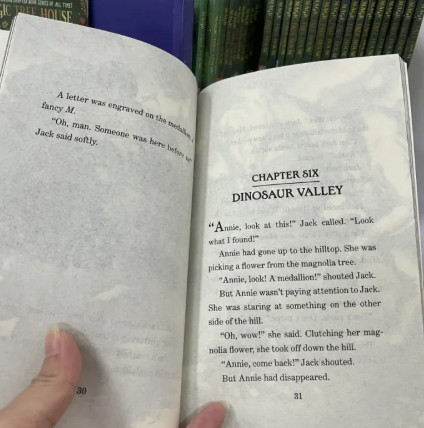 TREE HOUSE
A letter was engraved on the medallion, a
fancy M.
"Oh, man. Someone was here before us,"
Jack said softly.
30
CHAPTER SIX
DINOSAUR VALLEY
"Annie, look at this!" Jack called. "Look
what I found!"
Annie had gone up to the hilltop. She was
picking a flower from the magnolia tree.
"Annie, look! A medallion!" shouted Jack.
But Annie wasn't paying attention to Jack.
She was staring at something on the other
side of the hill.
"Oh, wow!" she said. Clutching her mag-
nolia flower, she took off down the hill.
"Annie, come back!" Jack shouted.
But Annie had disappeared.
31